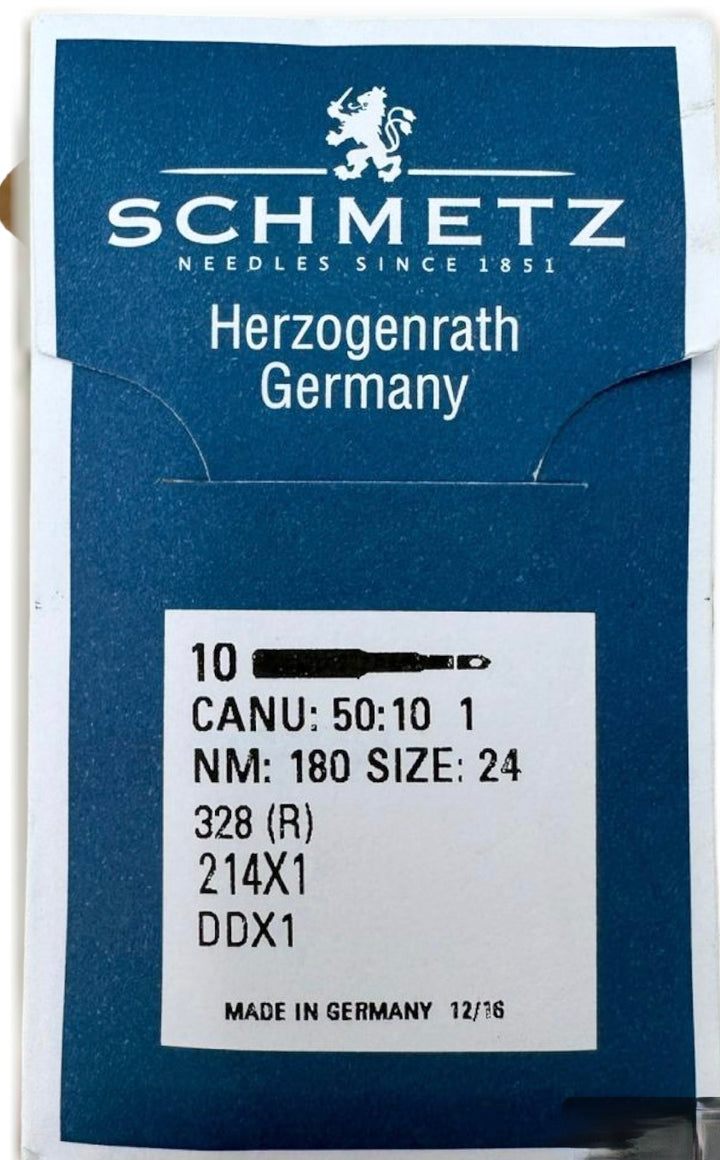 SCHMETZ
NEEDLES SINCE 1851
Herzogenrath
Germany
10
CANU: 50:10 1
NM: 180 SIZE: 24
328 (R)
214X1
DDX1
MADE IN GERMANY 12/16